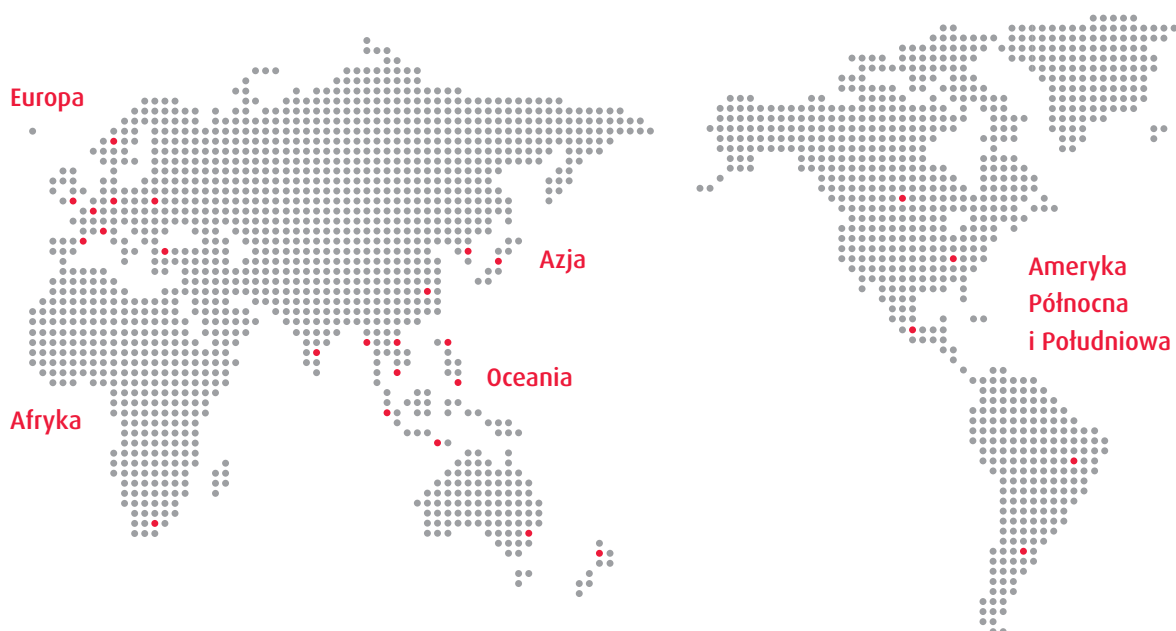 Europa
Azja
Ameryka
Północna
i Południowa
Oceania
Afryka